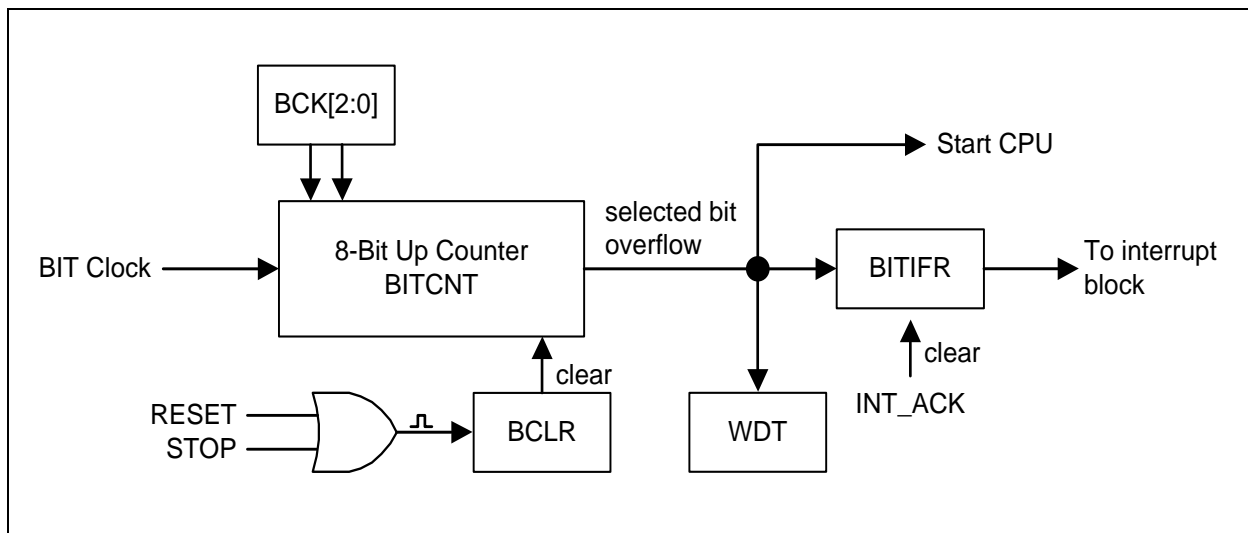 BCK[2:0]
Start CPU
selected bit
overflow
8-Bit Up Counter
BITCNT
BIT Clock
BITIFR
To interrupt
block
clear
clear
RESET
STOP
BCLR
WDT
INT_ACK